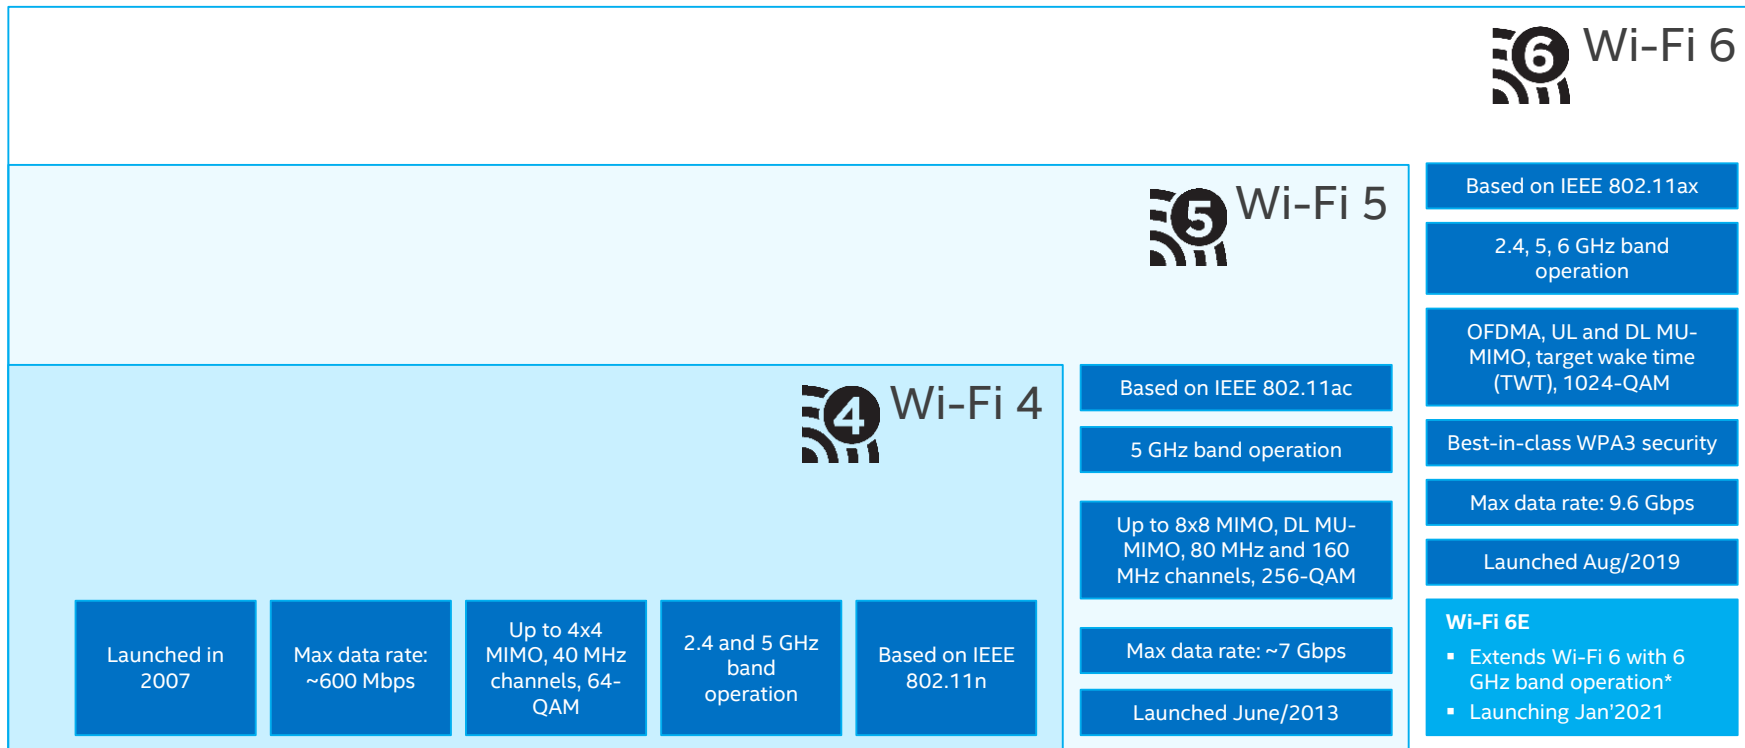 6 Wi-Fi 6
Based on IEEE 802.11ax
2.4, 5, 6 GHz band
operation
OFDMA, UL and DL MU-
MIMO, target wake time
(TWT), 1024-QAM
Best-in-class WPA3 security
Max data rate: 9.6 Gbps
Launched Aug/2019
Wi-Fi 6E
▪ Extends Wi-Fi 6 with 6
GHz band operation*
▪ Launching Jan'2021
5 Wi-Fi 5
Based on IEEE 802.11ac
5 GHz band operation
Up to 8x8 MIMO, DL MU-
MIMO, 80 MHz and 160
MHz channels, 256-QAM
Max data rate: ~7 Gbps
Launched June/2013
4 Wi-Fi 4
Launched in
2007
Max data rate:
~600 Mbps
Up to 4x4
MIMO, 40 MHz
channels, 64-
QAM
2.4 and 5 GHz
band
operation
Based on IEEE
802.11n